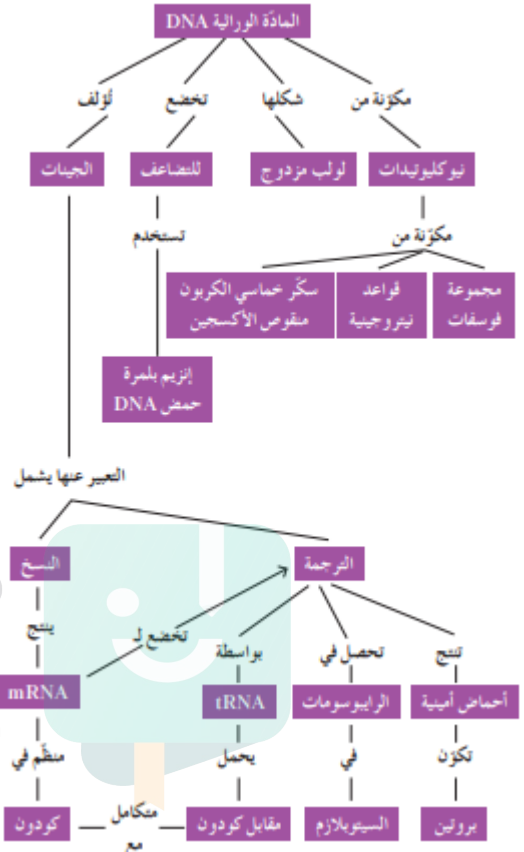 المادّة الوراثية DNA
مكوّنة من
شكلها
تخضع
تُؤلف
نيوكليوتيدات
لولب مزدوج
للتضاعف
الجينات
مكوّنة من
تستخدم
مجموعة
فوسفات
قواعد
نيتروجينية
سكّر خماسي الكربون
منقوص الأكسجين
إنزيم بلمرة
حمض DNA
التعبير عنها يشمل
الترجمة
النسخ
تنتج
تحصل في
بواسطة
تخضع لـ
ينتج
أحماض أمينية
الرايبوسومات
tRNA
mRNA
تكوّن
في
يحمل
منظّم في
بروتين
السيتوبلازم
مقابل كودون
متكامل
مع
كودون